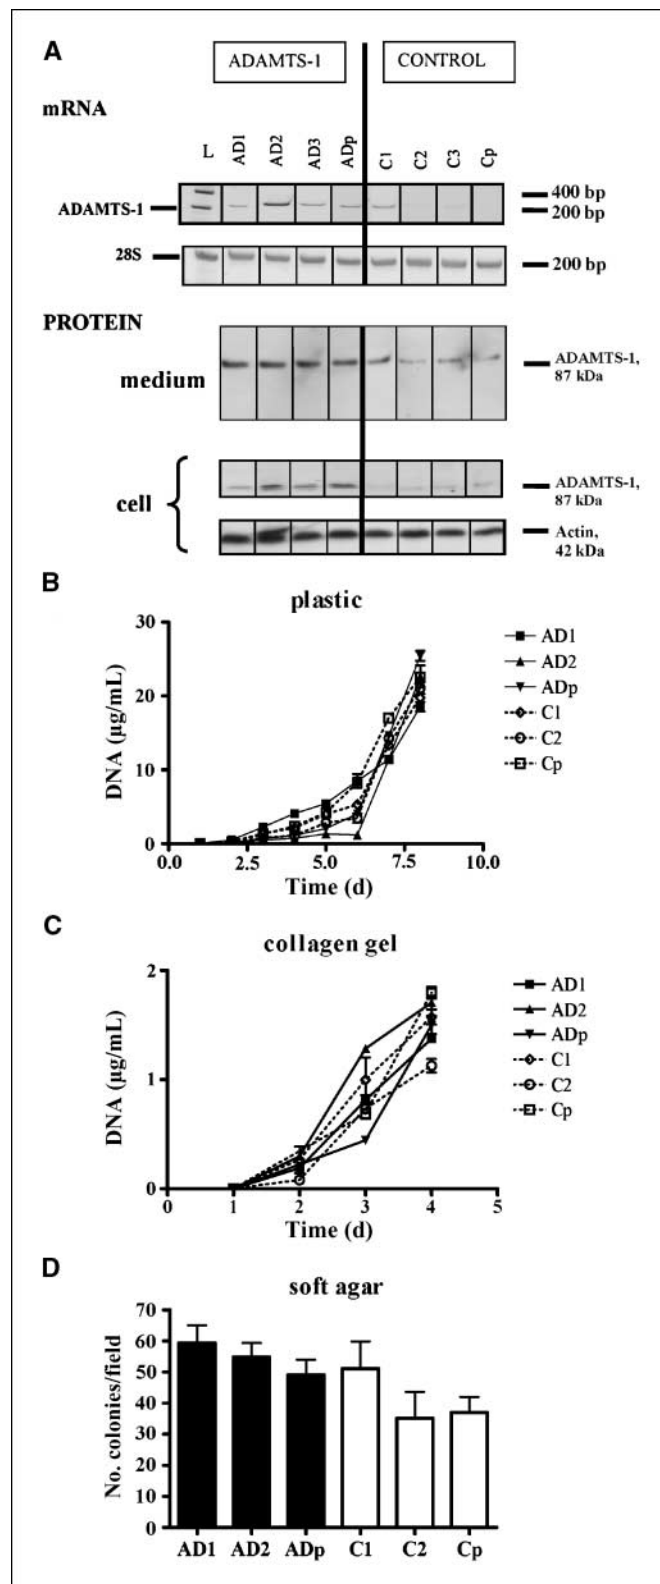 A
ADAMTS-1 CONTROL
mRNA
L AD1 AD2 AD3 ADp C1 C2 C3 Cp
400 bp
ADAMTS-1 200 bp
28S 200 bp
PROTEIN
medium ADAMTS-1,
87 kDa
cell ADAMTS-1,
87 kDa
Actin,
42 kDa
B
plastic
DNA (µg/mL)
30
20
10
0
0.0 2.5 5.0 7.5 10.0
Time (d)
AD1
AD2
ADp
C1
C2
Cp
C
collagen gel
DNA (µg/mL)
2
1
0
0 1 2 3 4 5
Time (d)
AD1
AD2
ADp
C1
C2
Cp
D
soft agar
No. colonies/field
70
60
50
40
30
20
10
0
AD1 AD2 ADp C1 C2 Cp